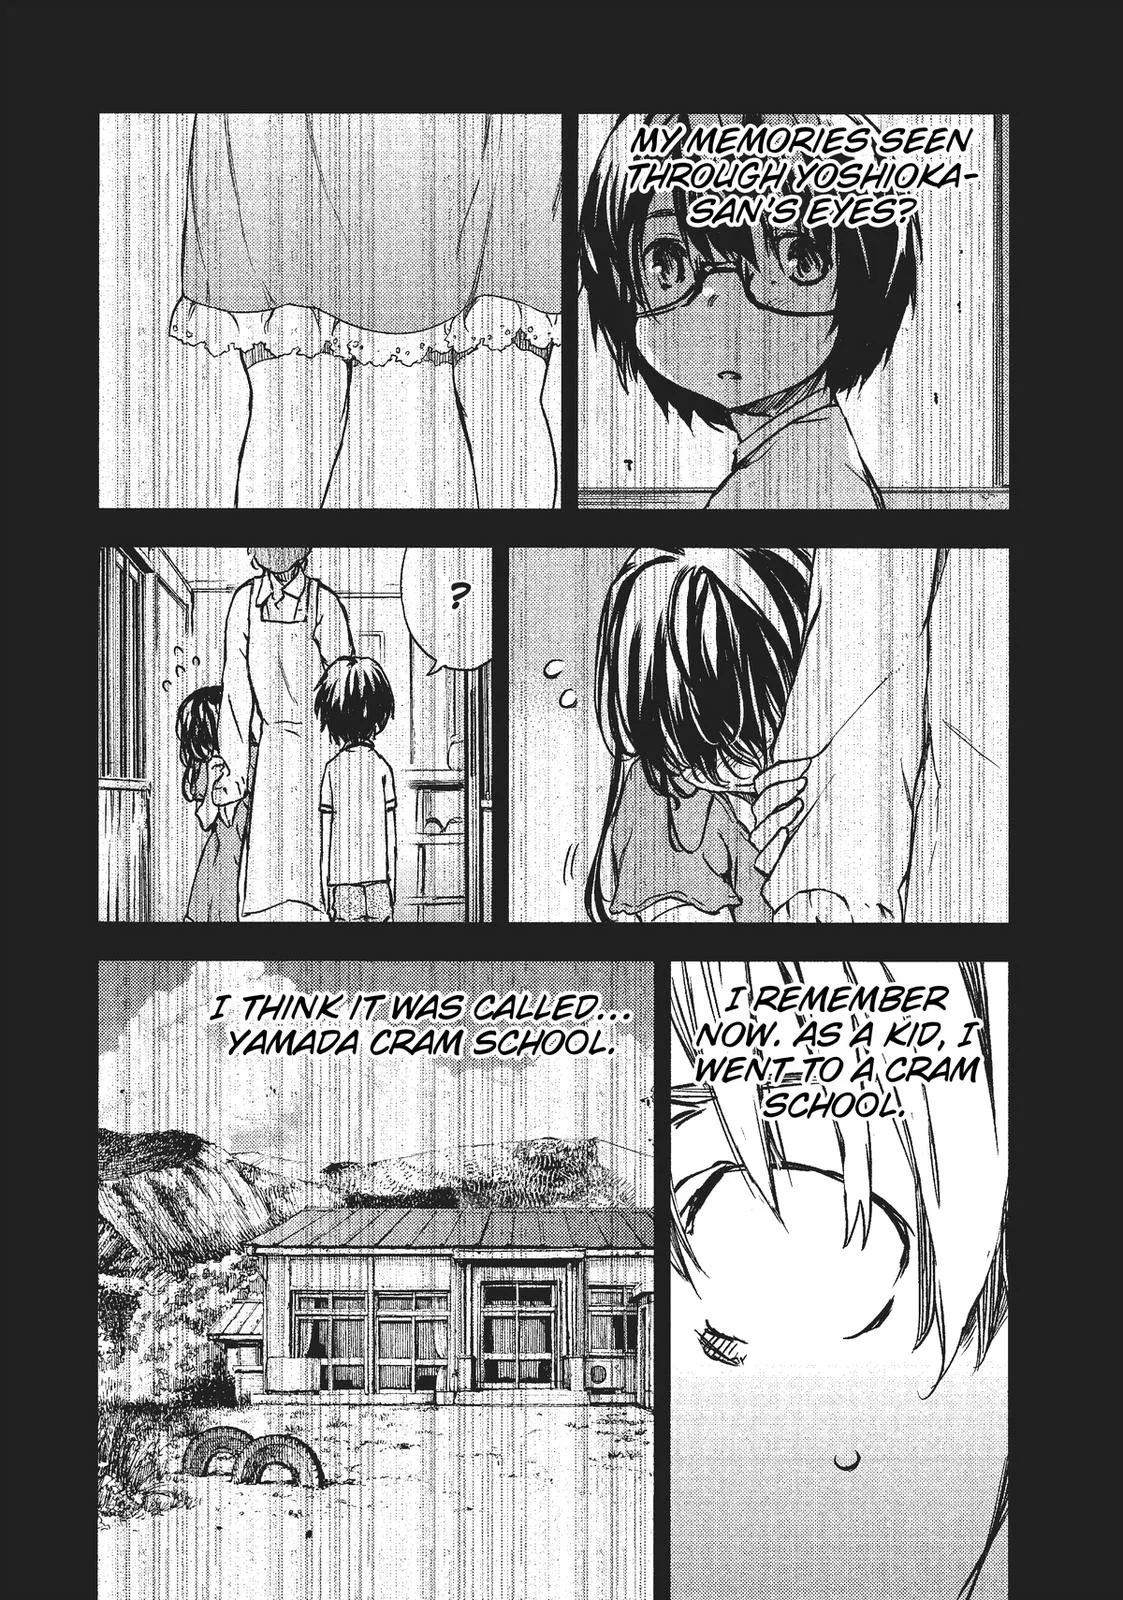 MY MEMORIES SEEN
THROUGH YOSHIOKA-
SAN'S EYES?
?
I REMEMBER
NOW. AS A KID, I
WENT TO A CRAM
SCHOOL.
I THINK IT WAS CALLED...
YAMADA CRAM SCHOOL.